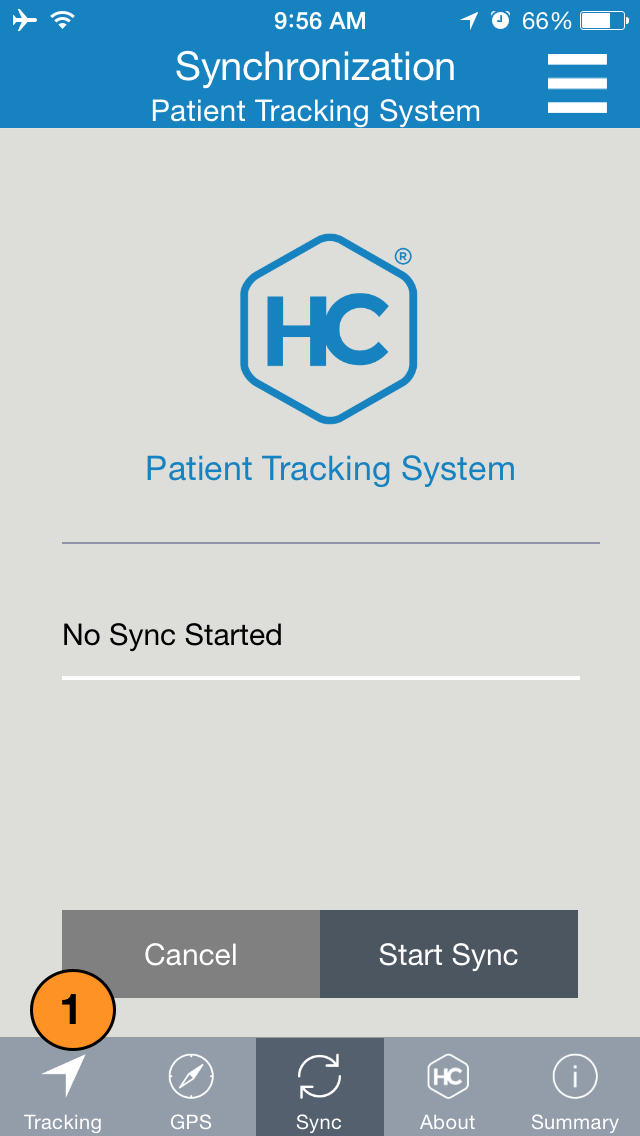 9:56 AM
66%
Synchronization
Patient Tracking System
HC®
Patient Tracking System
No Sync Started
Cancel
Start Sync
1
Tracking
GPS
Sync
HC
About
Summary